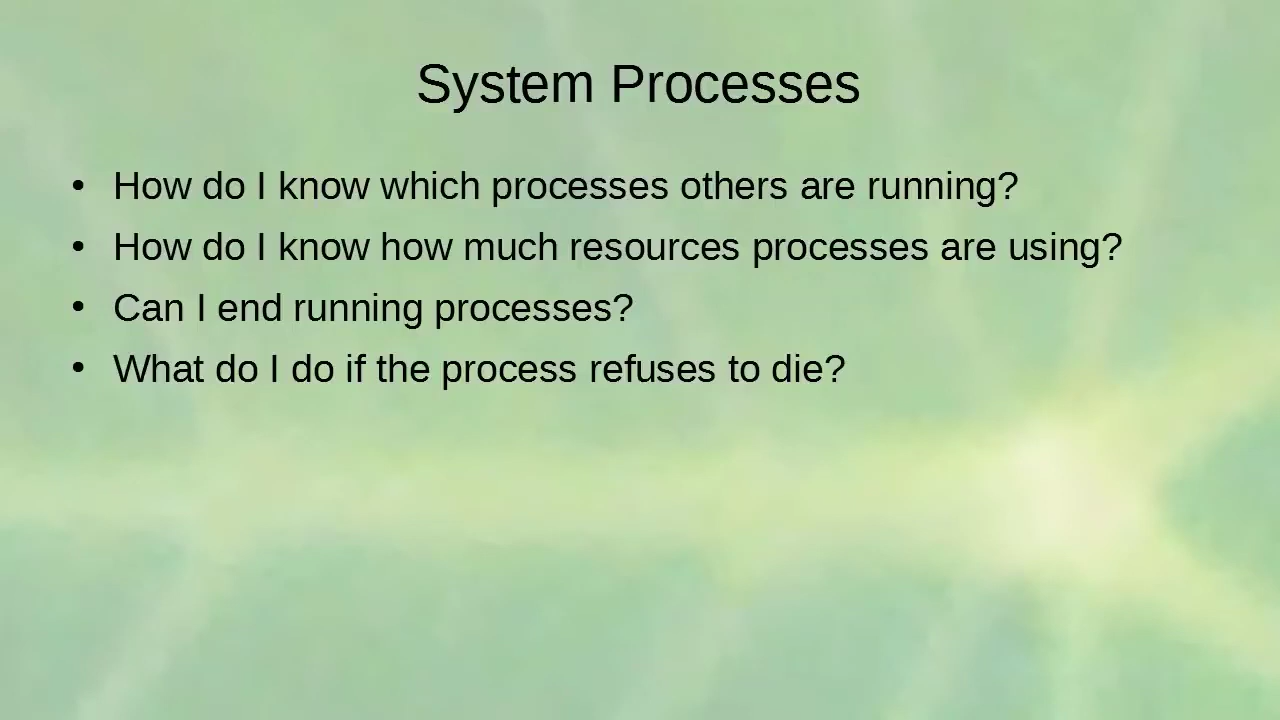 System Processes
• How do I know which processes others are running?
• How do I know how much resources processes are using?
• Can I end running processes?
• What do I do if the process refuses to die?